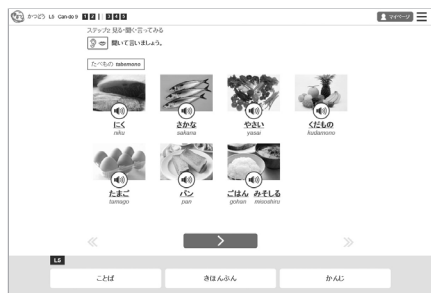 かつどう L5 Can-do 9 1 2 | 3 4 5
マイページ
ステップ2 見る・聞く・言ってみる
聞いて言いましょう。
たべもの tabemono
にく さかな やさい くだもの
niku sakana yasai kudamono
たまご パン ごはん みそしる
tamago pan gohan misoshiru
L5
ことば きほんぶん かんじ